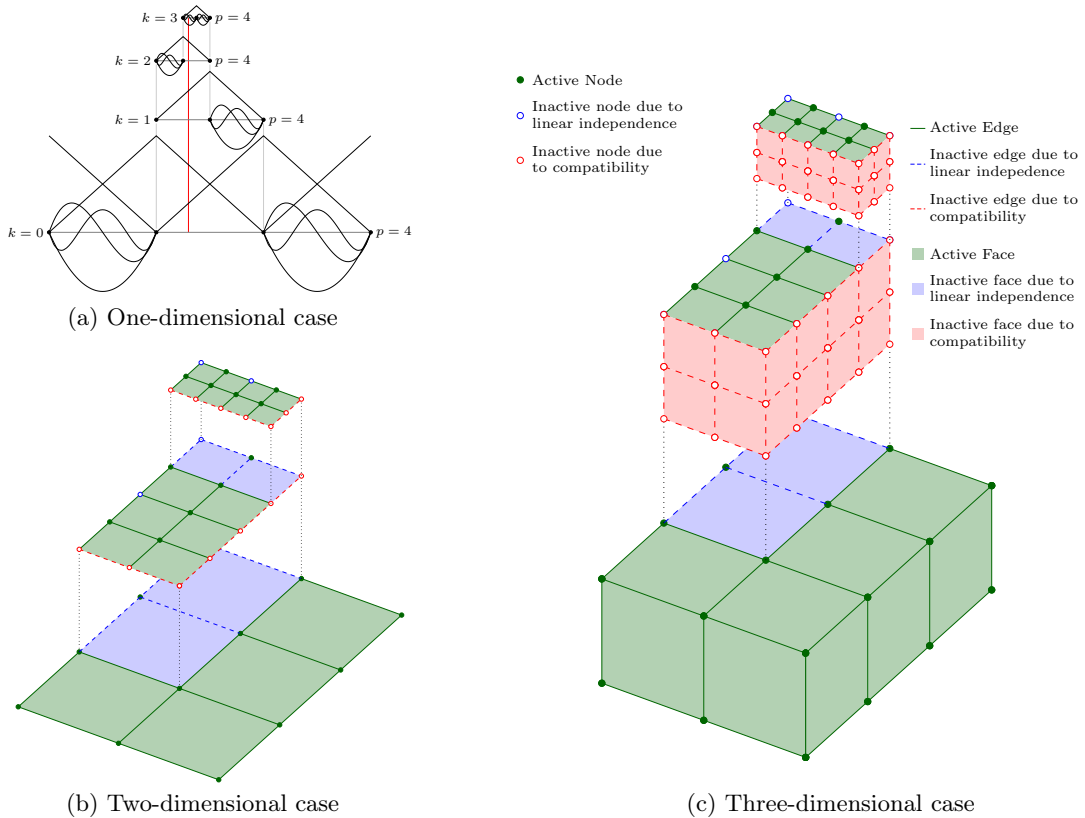 k = 3
p = 4
k = 2
p = 4
k = 1
p = 4
k = 0
p = 4
(a) One-dimensional case
(b) Two-dimensional case
Active Node
Inactive node due to
linear independence
Inactive node due
to compatibility
Active Edge
Inactive edge due to
linear indepedence
Inactive edge due to
compatibility
Active Face
Inactive face due to
linear independence
Inactive face due to
compatibility
(c) Three-dimensional case